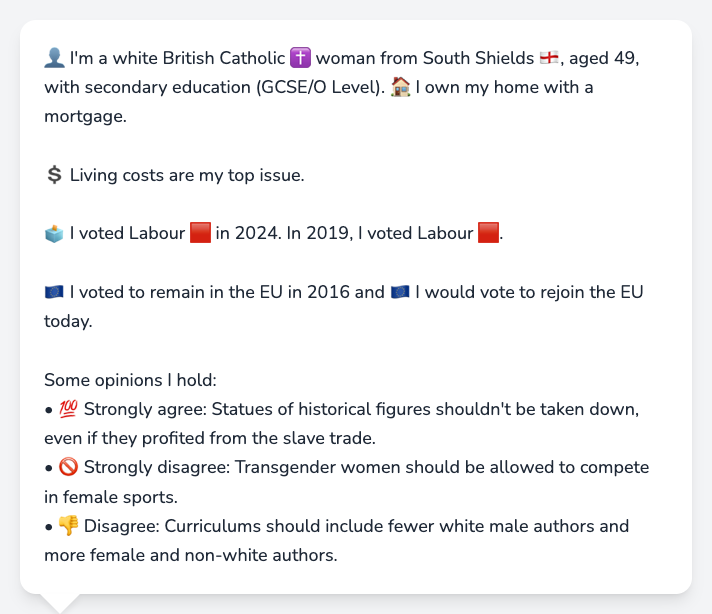 👤 I'm a white British Catholic ✝️ woman from South Shields 🏴󠁧󠁢󠁥󠁮󠁧󠁿, aged 49,
with secondary education (GCSE/O Level). 🏠 I own my home with a
mortgage.
💲 Living costs are my top issue.
🗳️ I voted Labour 🟥 in 2024. In 2019, I voted Labour 🟥.
🇪🇺 I voted to remain in the EU in 2016 and 🇪🇺 I would vote to rejoin the EU
today.
Some opinions I hold:
• 💯 Strongly agree: Statues of historical figures shouldn't be taken down,
even if they profited from the slave trade.
• 🚫 Strongly disagree: Transgender women should be allowed to compete
in female sports.
• 👎 Disagree: Curriculums should include fewer white male authors and
more female and non-white authors.